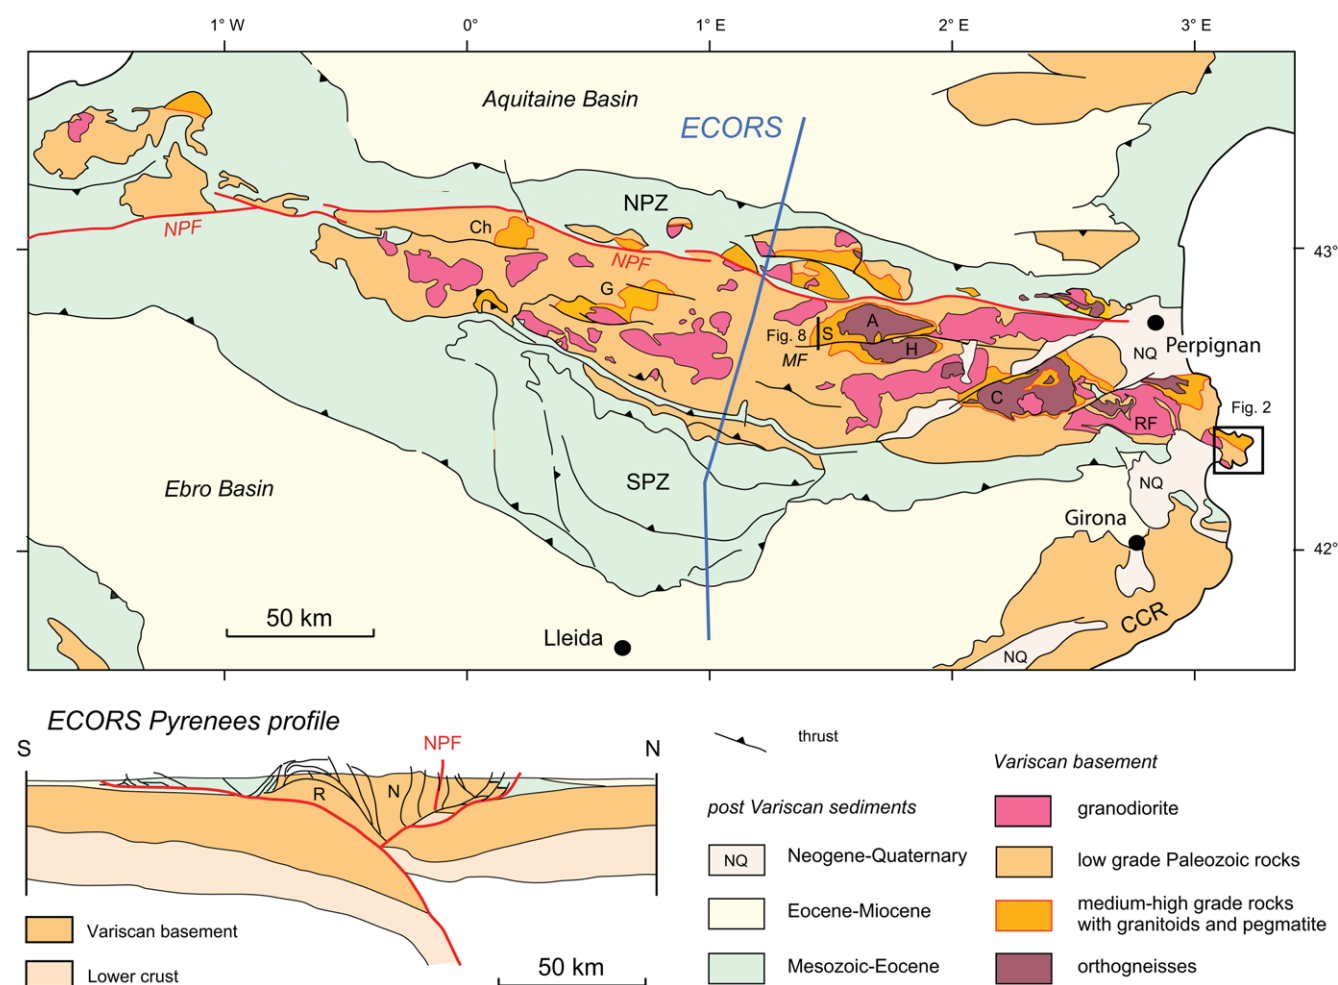 1° W
0°
1° E
2° E
3° E
Aquitaine Basin
ECORS
NPZ
NPF
Ch
NPF
43°
G
Fig. 8
S
A
H
MF
NQ
Perpignan
C
RF
Fig. 2
SPZ
Ebro Basin
NQ
Girona
42°
50 km
Lleida
CCR
NQ
ECORS Pyrenees profile
S
NPF
N
R
N
Variscan basement
Lower crust
50 km
thrust
post Variscan sediments
NQ
Neogene-Quaternary
Eocene-Miocene
Mesozoic-Eocene
Variscan basement
granodiorite
low grade Paleozoic rocks
medium-high grade rocks
with granitoids and pegmatite
orthogneisses